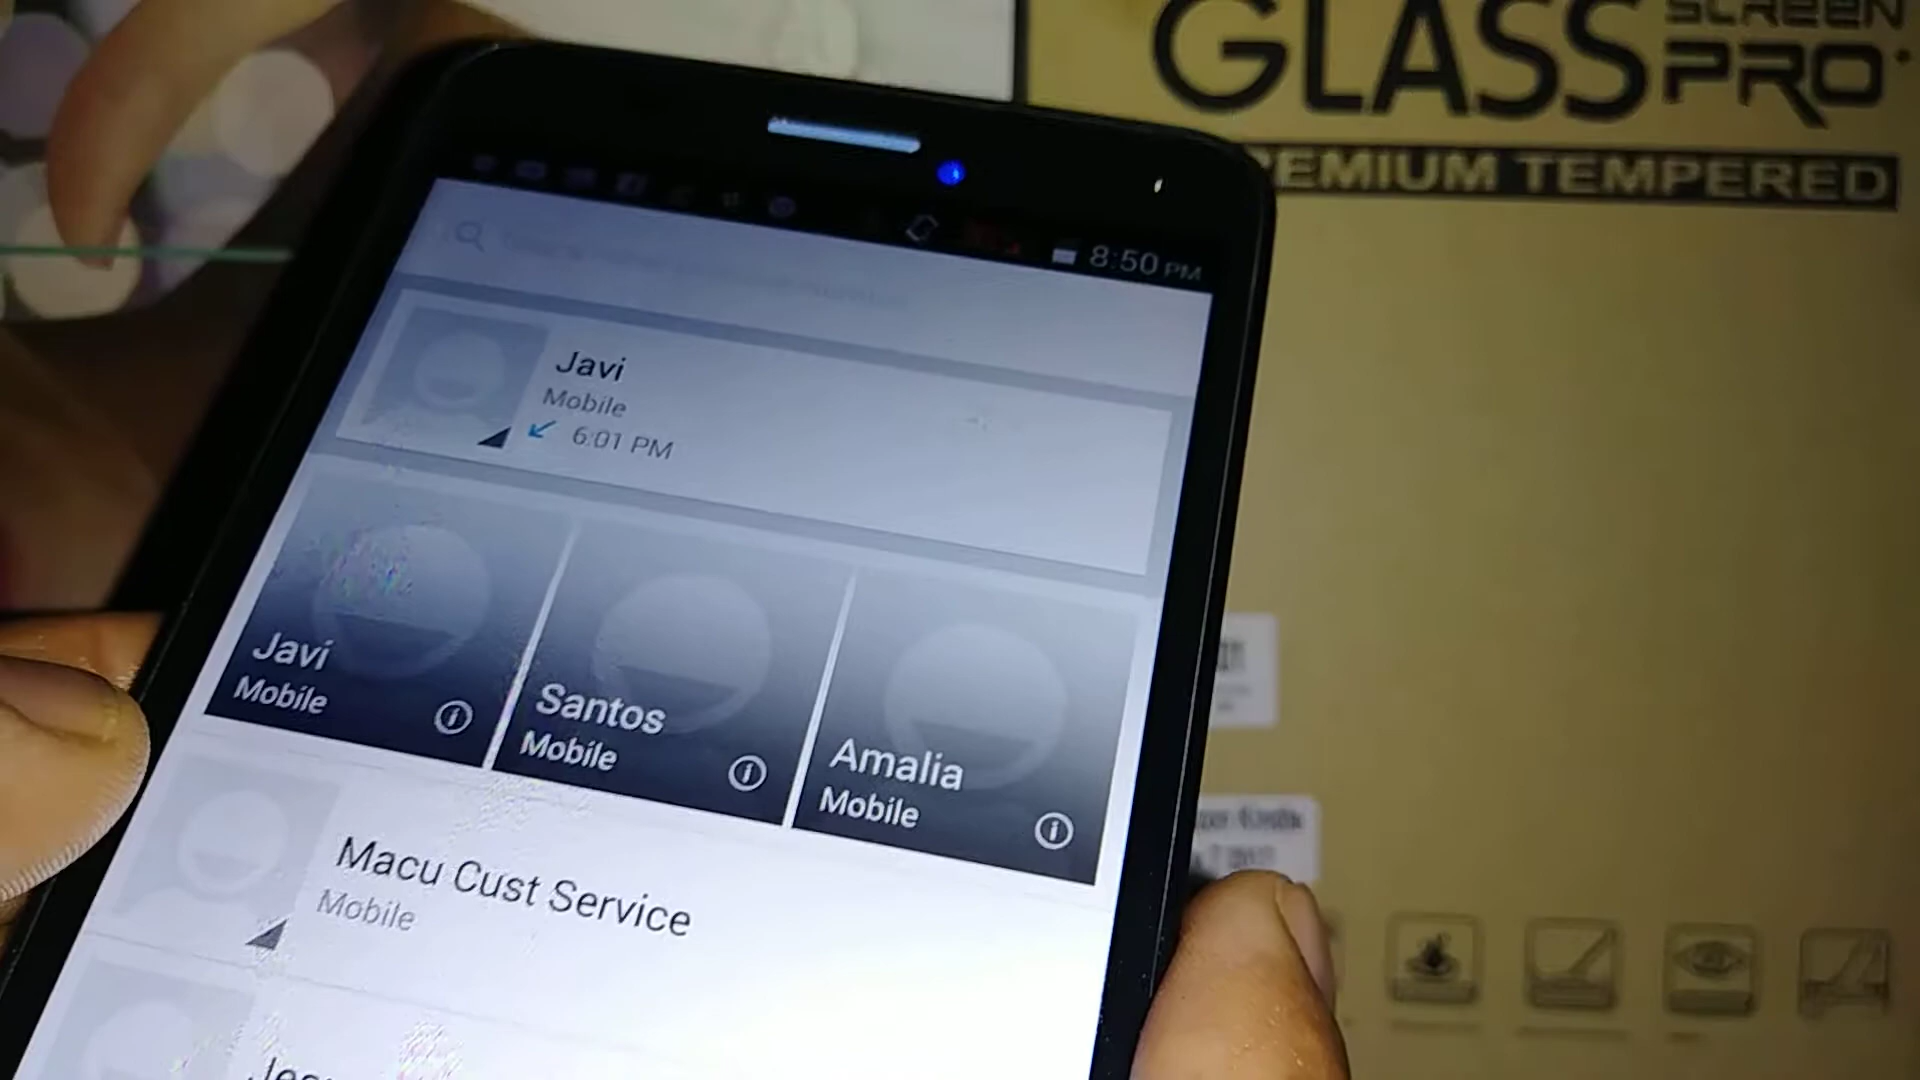 GLASS
SCREEN
PRO
PREMIUM TEMPERED
8:50 PM
Javi
Mobile
6:01 PM
Javi
Mobile
Santos
Mobile
Amalia
Mobile
Macu Cust Service
Mobile